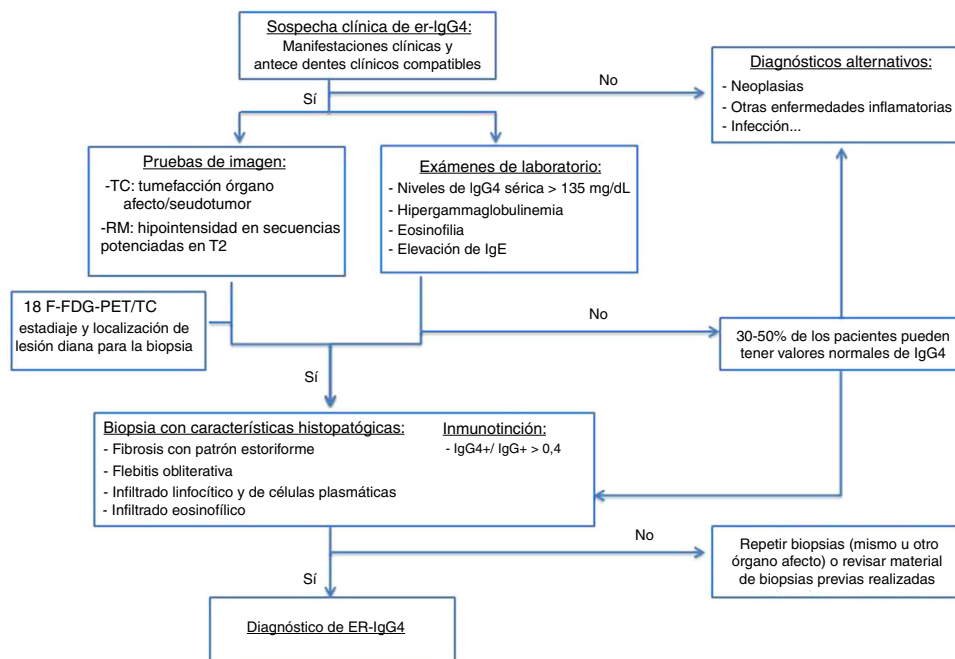 Sospecha clínica de er-IgG4:
Manifestaciones clínicas y
antece dentes clínicos compatibles
No
Sí
Diagnósticos alternativos:
- Neoplasias
- Otras enfermedades inflamatorias
- Infección...
Pruebas de imagen:
-TC: tumefacción órgano
afecto/seudotumor
-RM: hipointensidad en secuencias
potenciadas en T2
Exámenes de laboratorio:
- Niveles de IgG4 sérica > 135 mg/dL
- Hipergammaglobulinemia
- Eosinofilia
- Elevación de IgE
18 F-FDG-PET/TC
estadiaje y localización de
lesión diana para la biopsia
No
30-50% de los pacientes pueden
tener valores normales de IgG4
Sí
Biopsia con características histopatógicas:
- Fibrosis con patrón estoriforme
- Flebitis obliterativa
- Infiltrado linfocítico y de células plasmáticas
- Infiltrado eosinofílico
Inmunotinción:
- IgG4+/ IgG+ > 0,4
No
Repetir biopsias (mismo u otro
órgano afecto) o revisar material
de biopsias previas realizadas
Sí
Diagnóstico de ER-IgG4